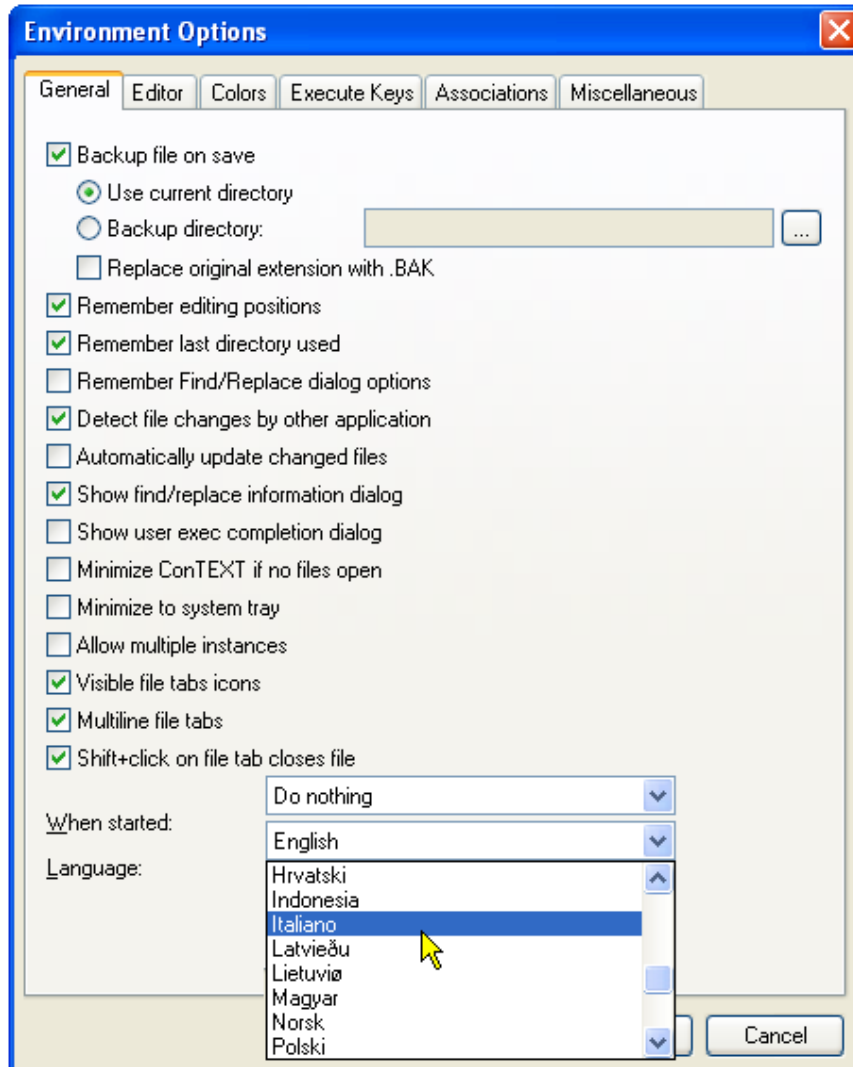 Environment Options
General Editor Colors Execute Keys Associations Miscellaneous
Backup file on save
Use current directory
Backup directory: ...
Replace original extension with .BAK
Remember editing positions
Remember last directory used
Remember Find/Replace dialog options
Detect file changes by other application
Automatically update changed files
Show find/replace information dialog
Show user exec completion dialog
Minimize ConTEXT if no files open
Minimize to system tray
Allow multiple instances
Visible file tabs icons
Multiline file tabs
Shift+click on file tab closes file
Do nothing
When started:
English
Language:
Hrvatski
Indonesia
Italiano
Latvieðu
Lietuviø
Magyar
Norsk
Polski
Cancel